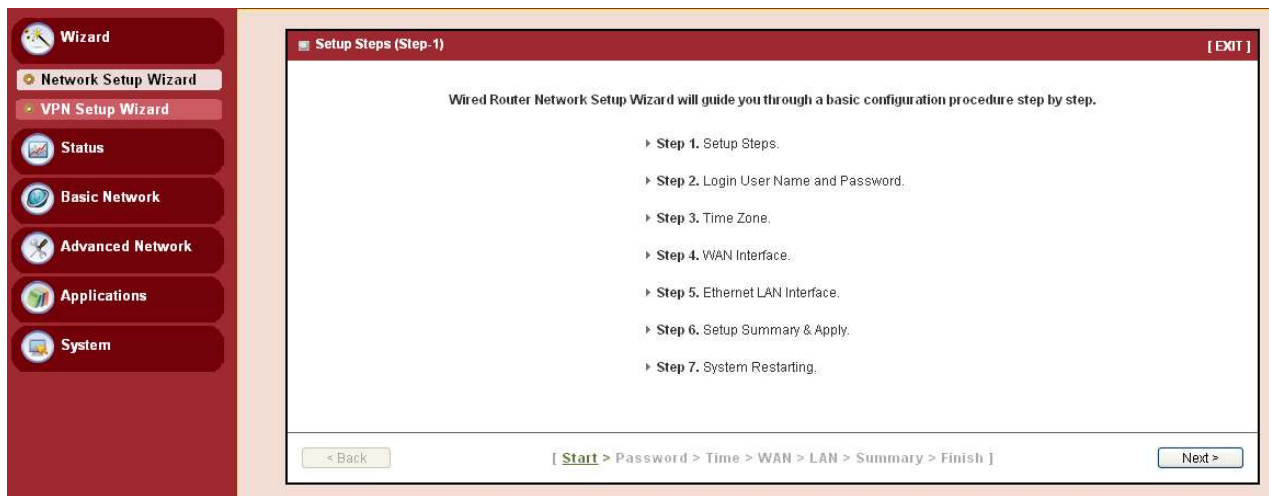 Wizard
Network Setup Wizard
VPN Setup Wizard
Status
Basic Network
Advanced Network
Applications
System
Setup Steps (Step-1) [ EXIT ]
Wired Router Network Setup Wizard will guide you through a basic configuration procedure step by step.
Step 1. Setup Steps.
Step 2. Login User Name and Password.
Step 3. Time Zone.
Step 4. WAN Interface.
Step 5. Ethernet LAN Interface.
Step 6. Setup Summary & Apply.
Step 7. System Restarting.
< Back [ Start > Password > Time > WAN > LAN > Summary > Finish ] Next >